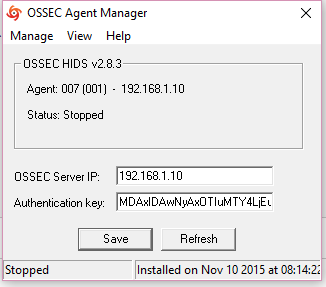 OSSEC Agent Manager
Manage View Help
OSSEC HIDS v2.8.3
Agent: 007 (001) - 192.168.1.10
Status: Stopped
OSSEC Server IP: 192.168.1.10
Authentication key: MDAxIDAwNyAxOTIuMTY4LjEu
Save Refresh
Stopped Installed on Nov 10 2015 at 08:14:22